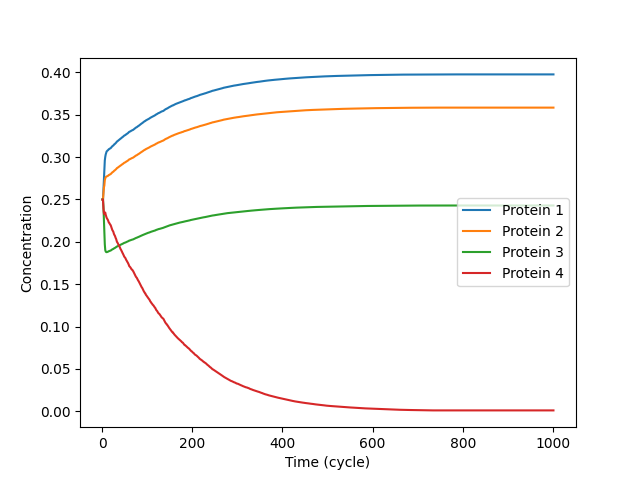 0.40
0.35
0.30
0.25
0.20
0.15
0.10
0.05
0.00
Concentration
Protein 1
Protein 2
Protein 3
Protein 4
0 200 400 600 800 1000
Time (cycle)